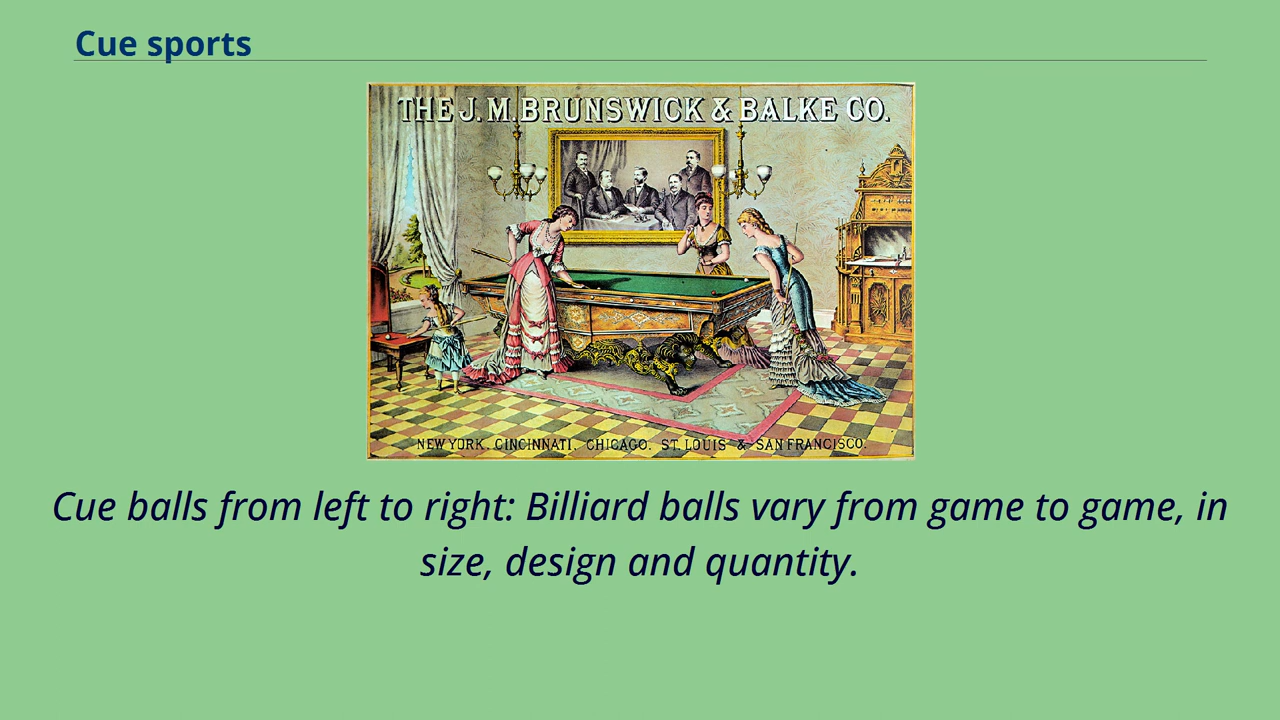 Cue sports
THE J. M. BRUNSWICK & BALKE CO.
NEW YORK. CINCINNATI. CHICAGO. ST. LOUIS & SAN FRANCISCO.
Cue balls from left to right: Billiard balls vary from game to game, in
size, design and quantity.